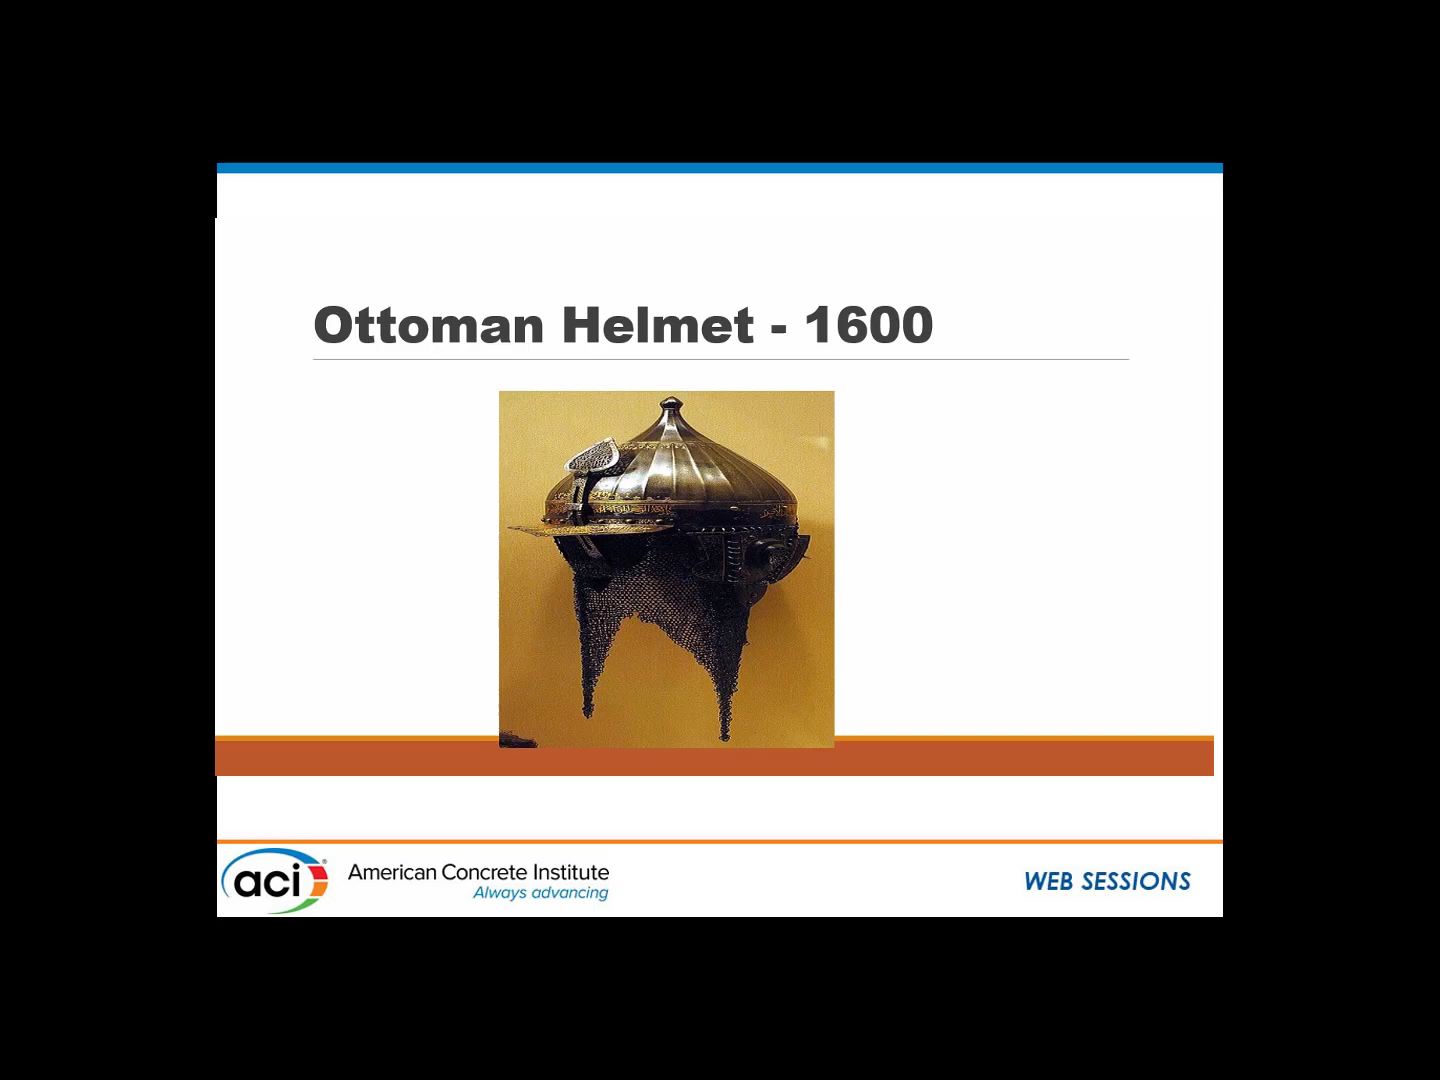 Ottoman Helmet - 1600
aci®
American Concrete Institute
Always advancing
WEB SESSIONS